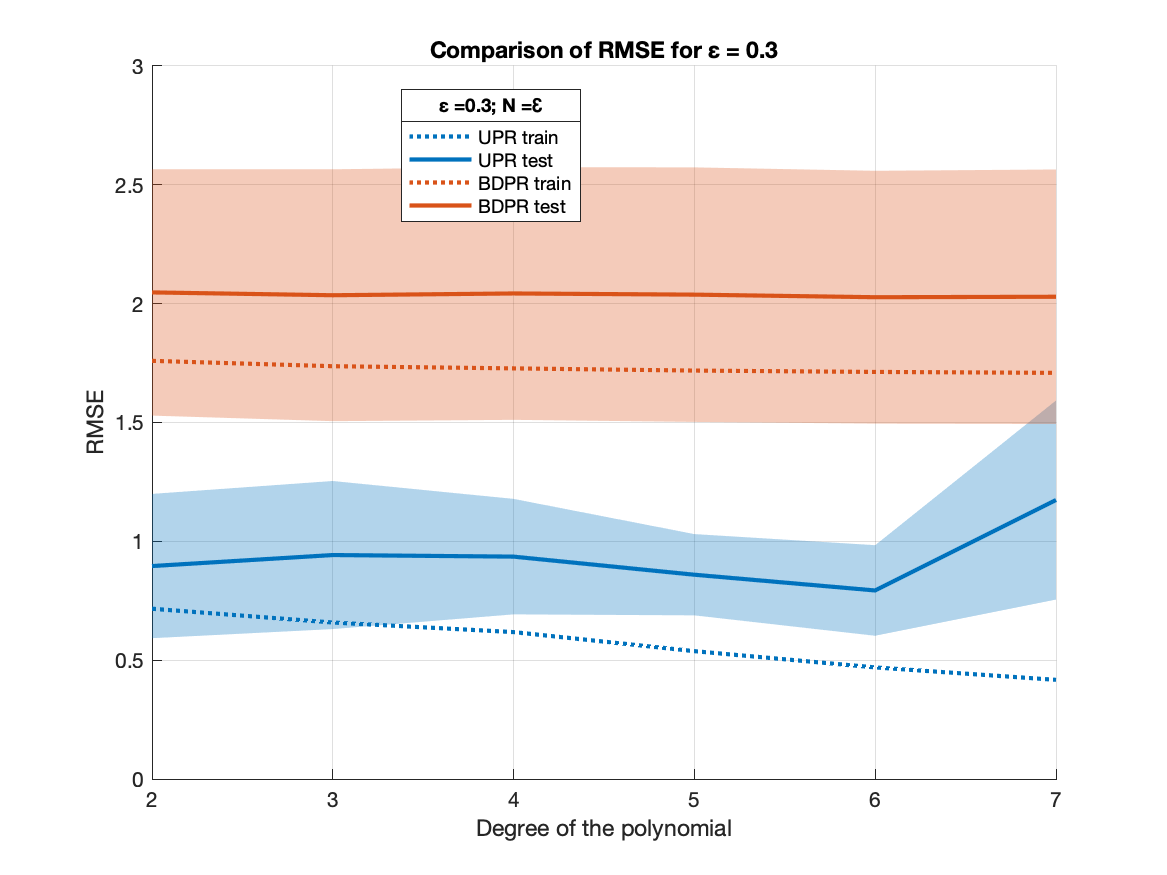 Comparison of RMSE for ε = 0.3
3
ε =0.3; N =Ɛ
UPR train
UPR test
BDPR train
BDPR test
2.5
2
1.5
1
0.5
0
RMSE
2 3 4 5 6 7
Degree of the polynomial